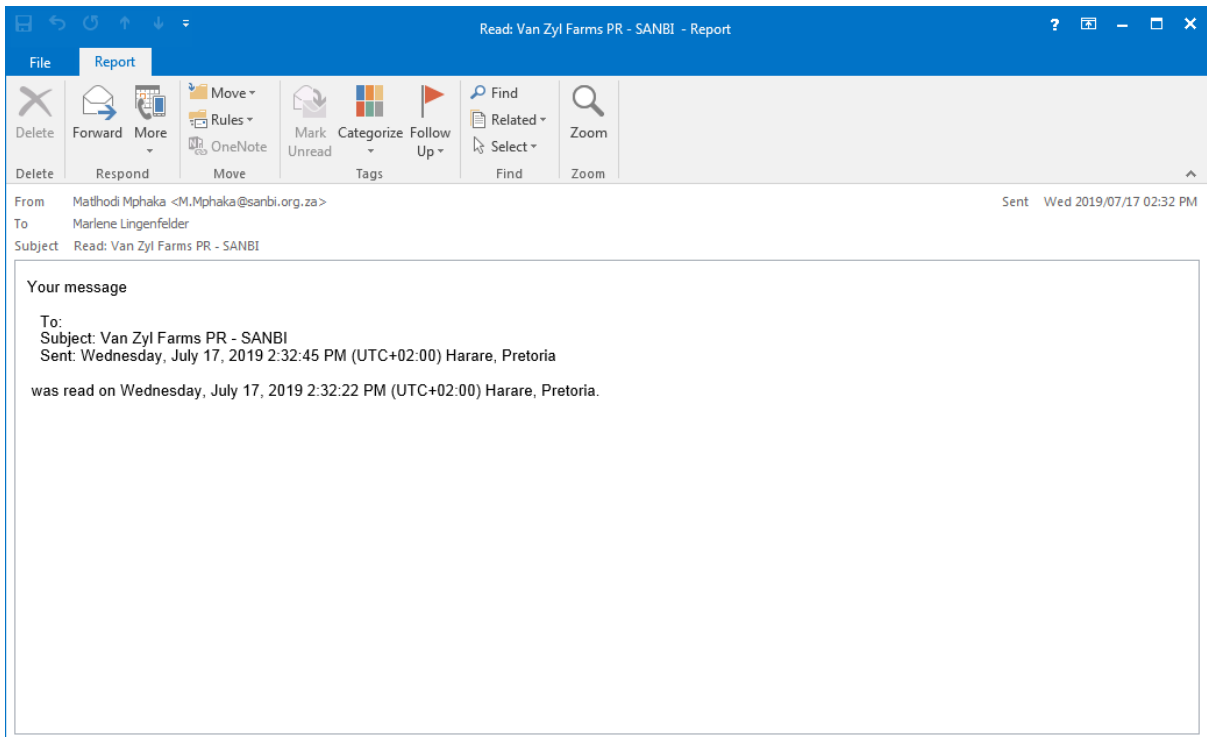 Read: Van Zyl Farms PR - SANBI - Report
?
File Report
Delete
Forward
More
Move
Rules
OneNote
Mark Unread
Categorize
Follow Up
Find
Related
Select
Zoom
Delete Respond Move Tags Find Zoom
From Matlhodi Mphaka <M.Mphaka@sanbi.org.za> Sent Wed 2019/07/17 02:32 PM
To Marlene Lingenfelder
Subject Read: Van Zyl Farms PR - SANBI
Your message
To:
Subject: Van Zyl Farms PR - SANBI
Sent: Wednesday, July 17, 2019 2:32:45 PM (UTC+02:00) Harare, Pretoria
was read on Wednesday, July 17, 2019 2:32:22 PM (UTC+02:00) Harare, Pretoria.